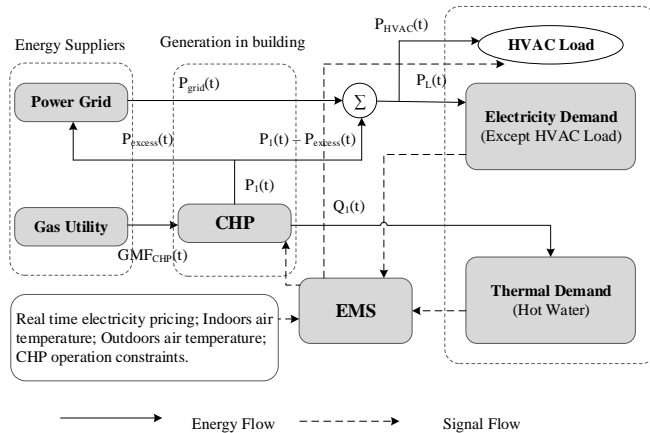 P_HVAC(t)
Energy Suppliers
Generation in building
HVAC Load
P_grid(t)
P_L(t)
Power Grid
Σ
Electricity Demand
(Except HVAC Load)
P_excess(t)
P_1(t) – P_excess(t)
P_1(t)
Q_1(t)
Gas Utility
CHP
GMF_CHP(t)
Thermal Demand
(Hot Water)
EMS
Real time electricity pricing; Indoors air
temperature; Outdoors air temperature;
CHP operation constraints.
Energy Flow
Signal Flow